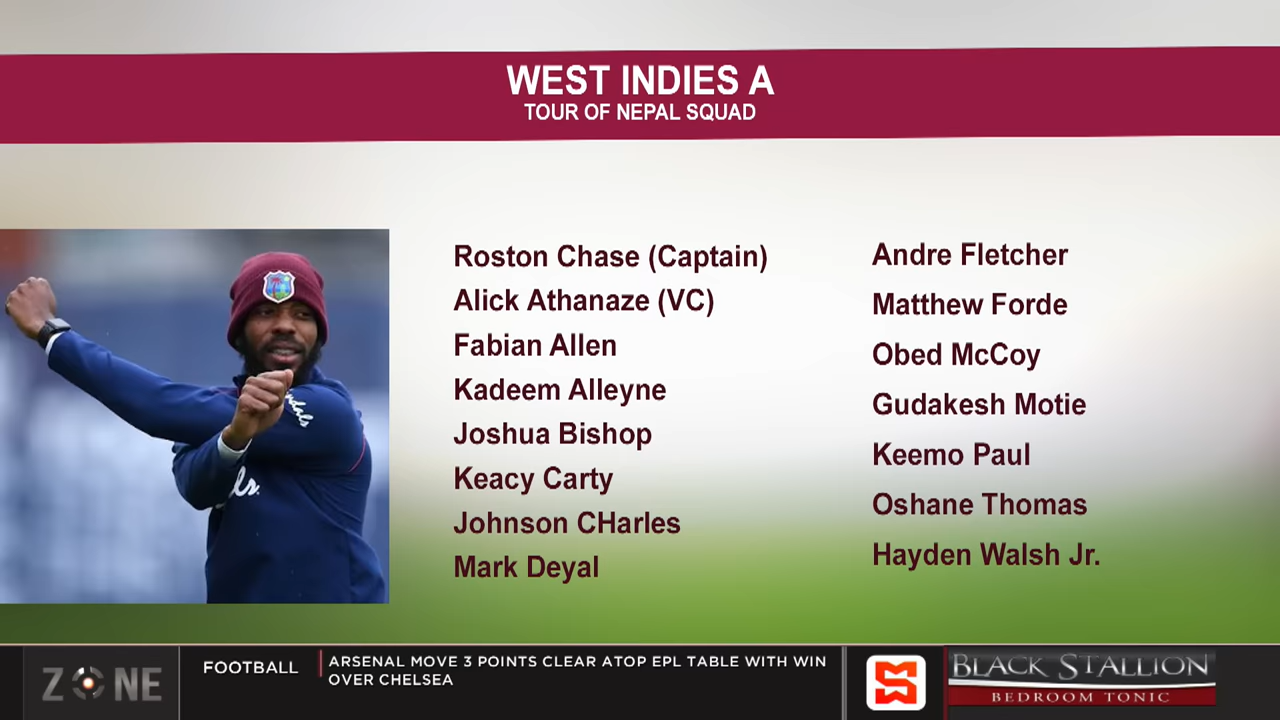 WEST INDIES A
TOUR OF NEPAL SQUAD
Roston Chase (Captain)
Alick Athanaze (VC)
Fabian Allen
Kadeem Alleyne
Joshua Bishop
Keacy Carty
Johnson CHarles
Mark Deyal
Andre Fletcher
Matthew Forde
Obed McCoy
Gudakesh Motie
Keemo Paul
Oshane Thomas
Hayden Walsh Jr.
ZONE
FOOTBALL
ARSENAL MOVE 3 POINTS CLEAR ATOP EPL TABLE WITH WIN
OVER CHELSEA
BLACK STALLION
BEDROOM TONIC